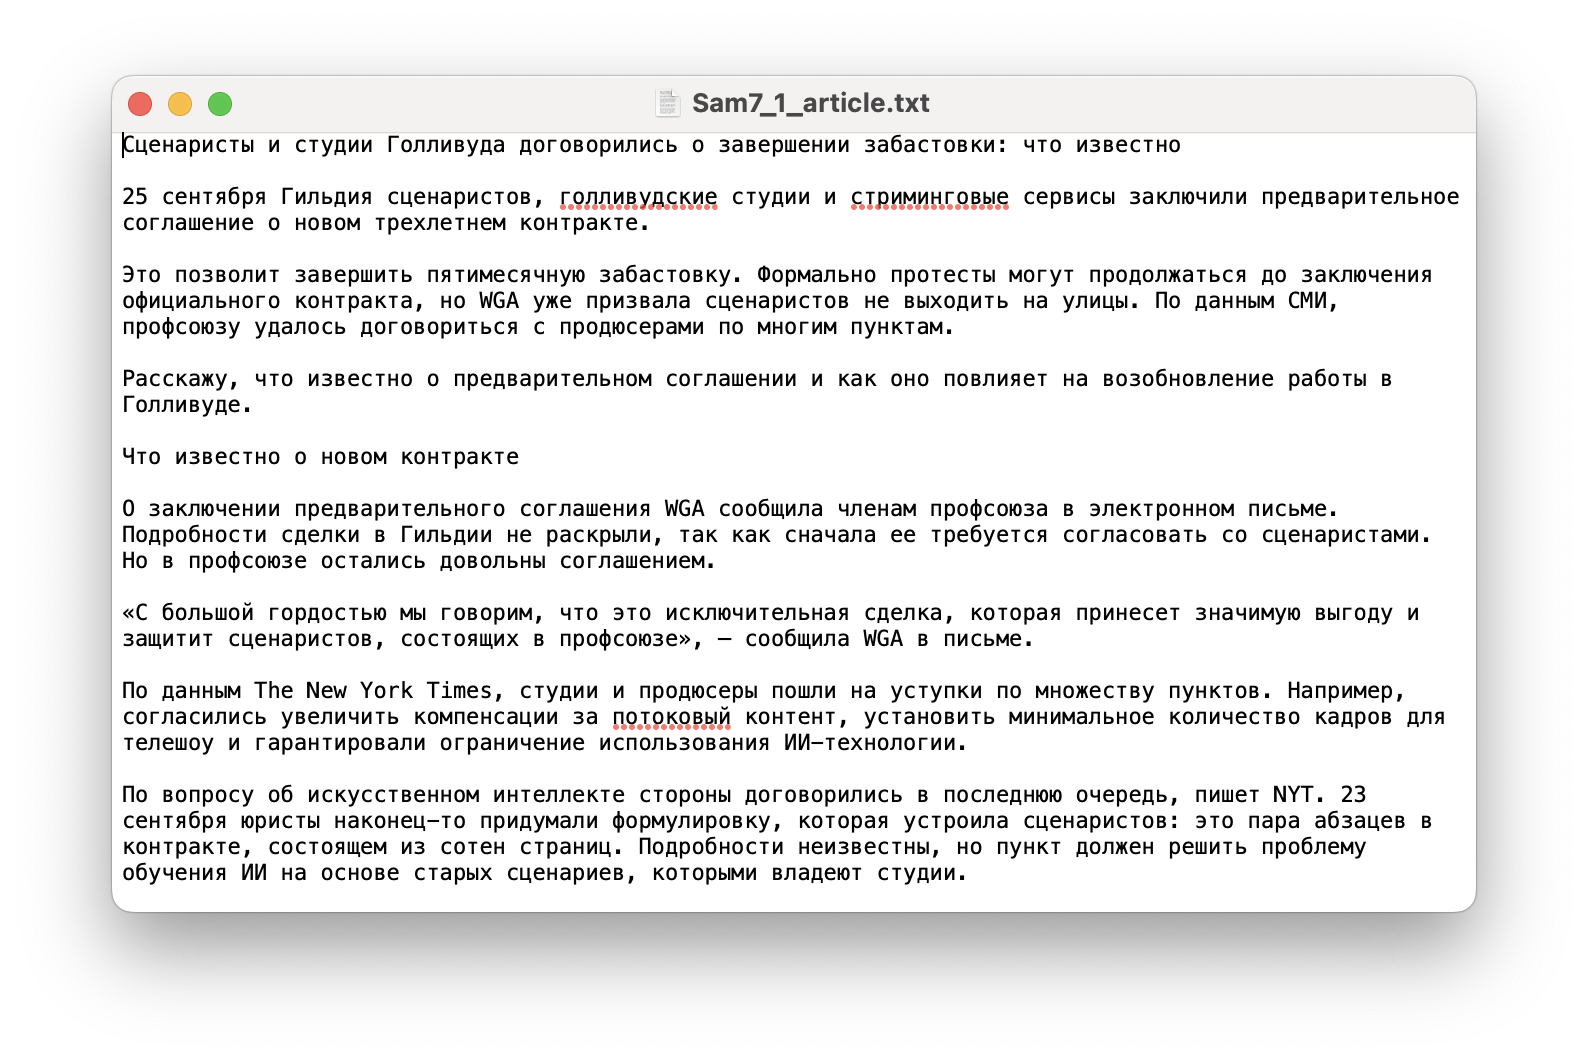 Sam7_1_article.txt
Сценаристы и студии Голливуда договорились о завершении забастовки: что известно
25 сентября Гильдия сценаристов, голливудские студии и стриминговые сервисы заключили предварительное
соглашение о новом трехлетнем контракте.
Это позволит завершить пятимесячную забастовку. Формально протесты могут продолжаться до заключения
официального контракта, но WGA уже призвала сценаристов не выходить на улицы. По данным СМИ,
профсоюзу удалось договориться с продюсерами по многим пунктам.
Расскажу, что известно о предварительном соглашении и как оно повлияет на возобновление работы в
Голливуде.
Что известно о новом контракте
О заключении предварительного соглашения WGA сообщила членам профсоюза в электронном письме.
Подробности сделки в Гильдии не раскрыли, так как сначала ее требуется согласовать со сценаристами.
Но в профсоюзе остались довольны соглашением.
«С большой гордостью мы говорим, что это исключительная сделка, которая принесет значимую выгоду и
защитит сценаристов, состоящих в профсоюзе», — сообщила WGA в письме.
По данным The New York Times, студии и продюсеры пошли на уступки по множеству пунктов. Например,
согласились увеличить компенсации за потоковый контент, установить минимальное количество кадров для
телешоу и гарантировали ограничение использования ИИ-технологии.
По вопросу об искусственном интеллекте стороны договорились в последнюю очередь, пишет NYT. 23
сентября юристы наконец-то придумали формулировку, которая устроила сценаристов: это пара абзацев в
контракте, состоящем из сотен страниц. Подробности неизвестны, но пункт должен решить проблему
обучения ИИ на основе старых сценариев, которыми владеют студии.